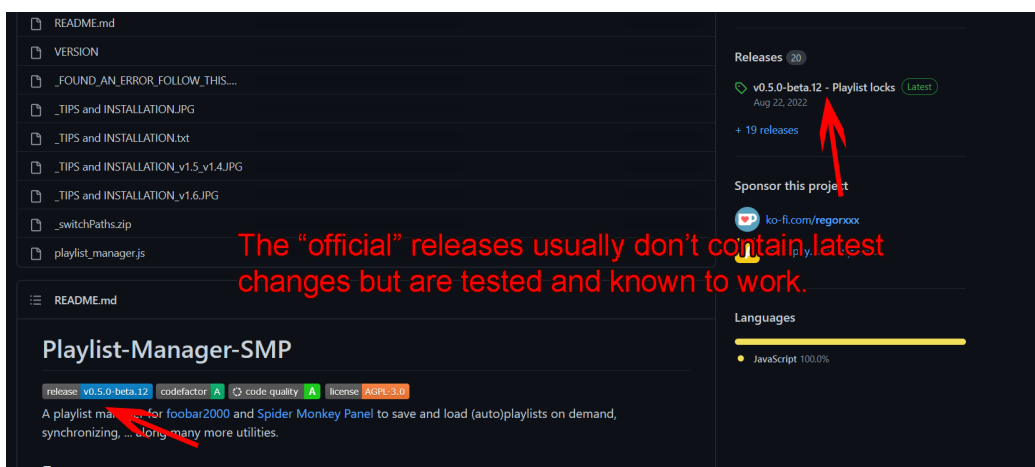 README.md
VERSION
_FOUND_AN_ERROR_FOLLOW_THIS....
_TIPS and INSTALLATION.JPG
_TIPS and INSTALLATION.txt
_TIPS and INSTALLATION_v1.5_v1.4.JPG
_TIPS and INSTALLATION_v1.6.JPG
_switchPaths.zip
playlist_manager.js
Releases 20
v0.5.0-beta.12 - Playlist locks Latest
Aug 22, 2022
+ 19 releases
Sponsor this project
ko-fi.com/regorxxx
The “official” releases usually don’t contain latest
changes but are tested and known to work.
Languages
JavaScript 100.0%
README.md
Playlist-Manager-SMP
release v0.5.0-beta.12 codefactor A code quality A license AGPL-3.0
A playlist manager for foobar2000 and Spider Monkey Panel to save and load (auto)playlists on demand,
synchronizing, ... along many more utilities.